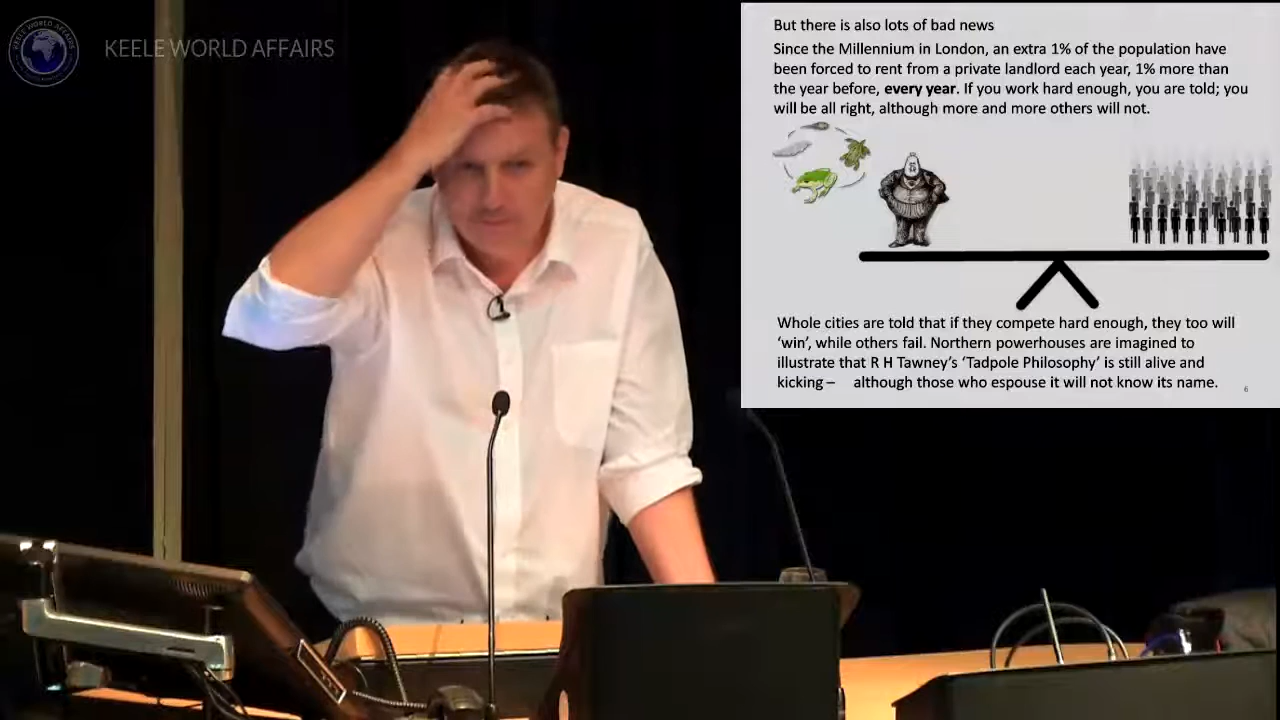 KEELE WORLD AFFAIRS
KEELE WORLD AFFAIRS
But there is also lots of bad news
Since the Millennium in London, an extra 1% of the population have
been forced to rent from a private landlord each year, 1% more than
the year before, every year. If you work hard enough, you are told; you
will be all right, although more and more others will not.
Whole cities are told that if they compete hard enough, they too will
‘win’, while others fail. Northern powerhouses are imagined to
illustrate that R H Tawney’s ‘Tadpole Philosophy’ is still alive and
kicking – although those who espouse it will not know its name.
6